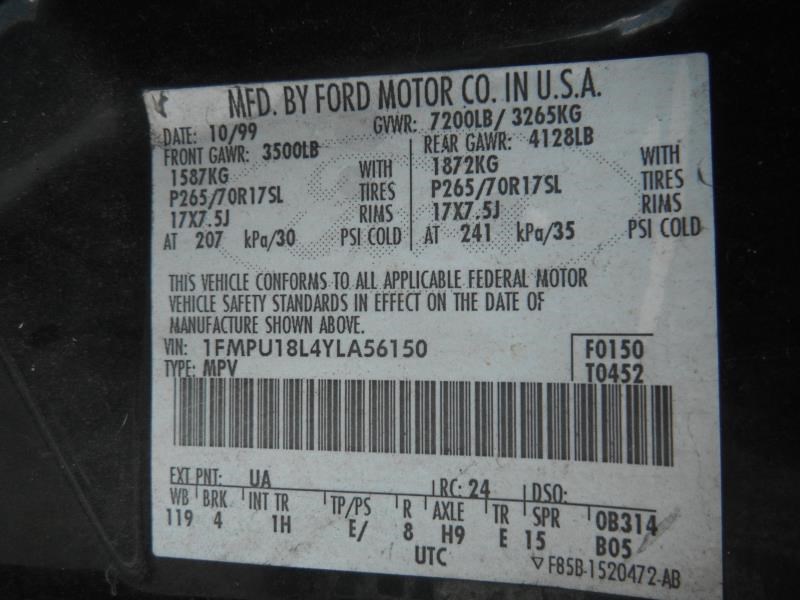 MFD. BY FORD MOTOR CO. IN U.S.A.
DATE: 10/99 GVWR: 7200LB/ 3265KG
FRONT GAWR: 3500LB REAR GAWR: 4128LB
1587KG WITH 1872KG WITH
P265/70R17SL TIRES P265/70R17SL TIRES
17X7.5J RIMS 17X7.5J RIMS
AT 207 kPa/30 PSI COLD AT 241 kPa/35 PSI COLD
THIS VEHICLE CONFORMS TO ALL APPLICABLE FEDERAL MOTOR
VEHICLE SAFETY STANDARDS IN EFFECT ON THE DATE OF
MANUFACTURE SHOWN ABOVE.
VIN: 1FMPU18L4YLA56150 F0150
TYPE: MPV T0452
EXT PNT: UA RC: 24 DSO:
WB BRK INT TR TP/PS R AXLE TR SPR 0B314
119 4 1H E/ 8 H9 E 15 B05
UTC ▽ F85B-1520472-AB